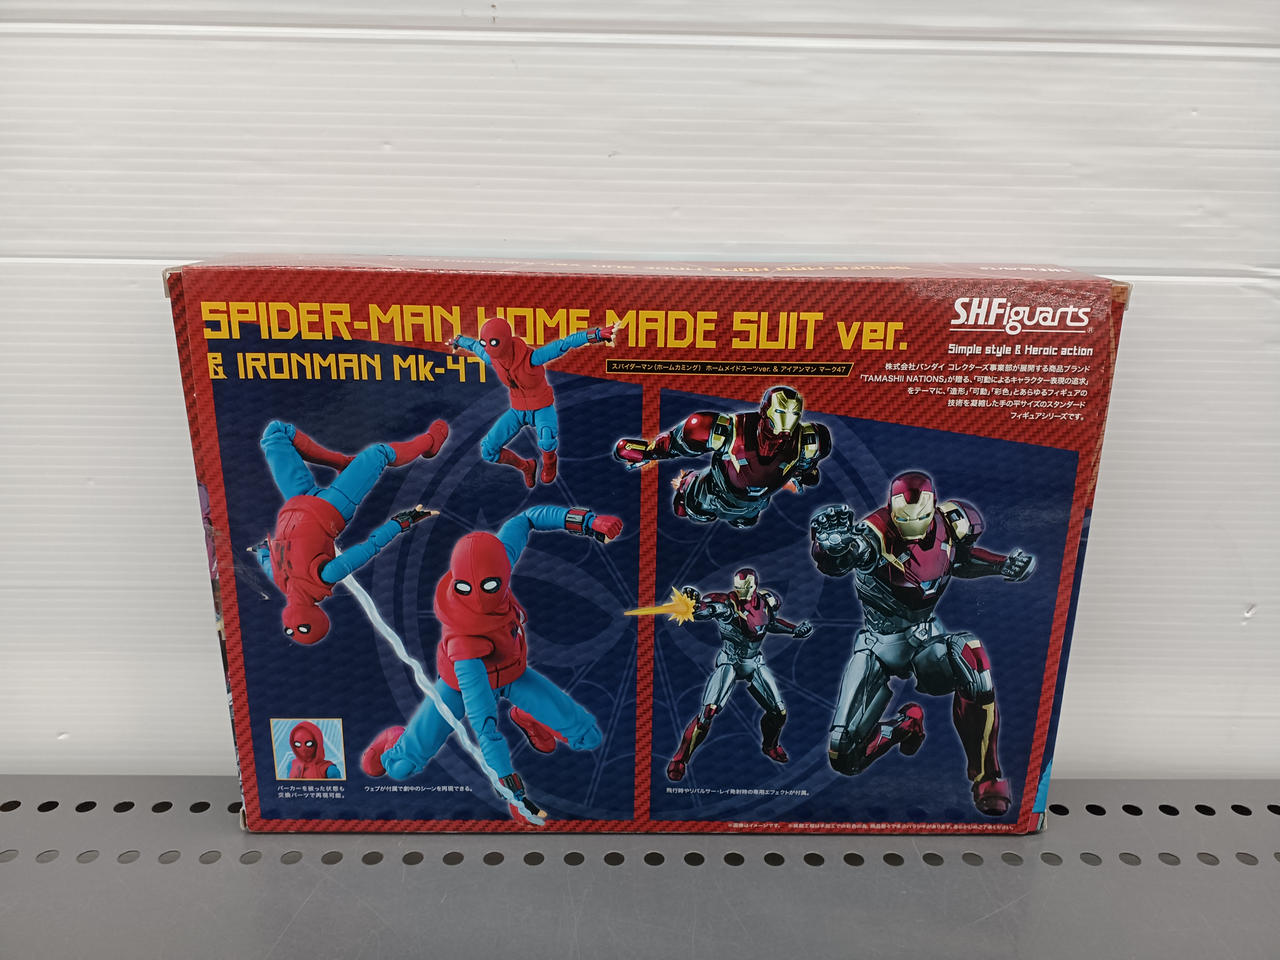 SPIDER-MAN HOME MADE SUIT ver.
& IRONMAN Mk-47
スパイダーマン(ホームカミング) ホームメイドスーツver. & アイアンマン マーク47
S.H.Figuarts
Simple style & Heroic action
株式会社バンダイ コレクターズ事業部が展開する商品ブランド
「TAMASHII NATIONS」が贈る、「可動によるキャラクター表現の追求」
をテーマに、「造形」「可動」「彩色」とあらゆるフィギュアの
技術を凝縮した手の平サイズのスタンダード
フィギュアシリーズです。
パーカーを被った状態も
交換パーツで再現可能。
ウェブが付属で劇中のシーンを再現できる。
飛行時やリパルサー・レイ発射時の専用エフェクトが付属。
※画像はイメージです。